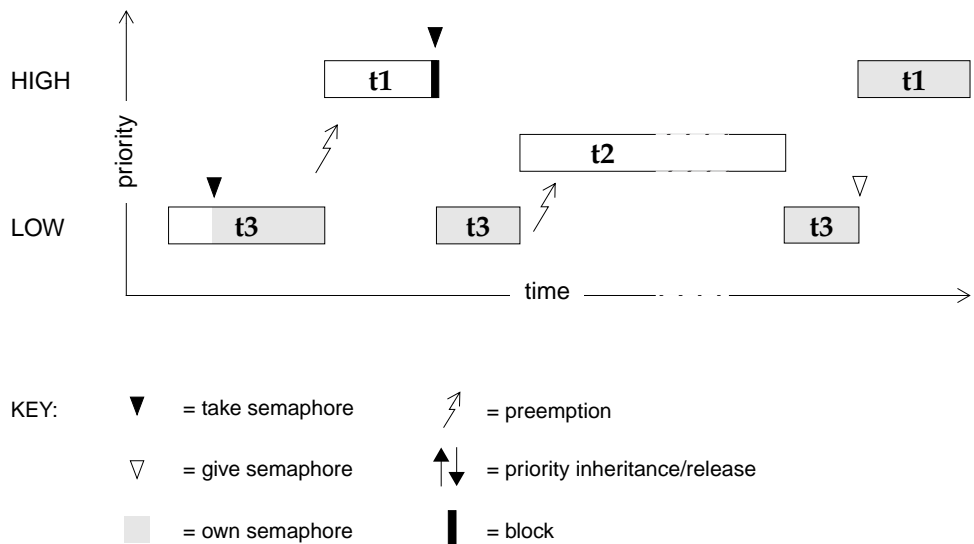 HIGH
t1
t1
priority
t2
LOW
t3
t3
t3
time
KEY:
= take semaphore
= preemption
= give semaphore
= priority inheritance/release
= own semaphore
= block